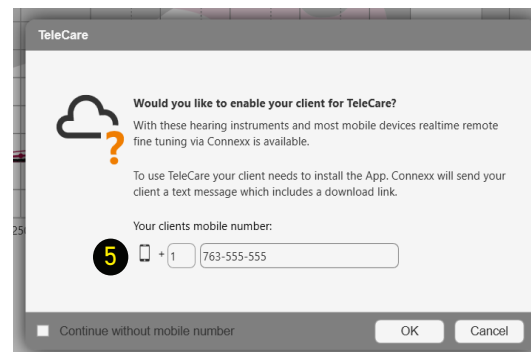 TeleCare
Would you like to enable your client for TeleCare?
With these hearing instruments and most mobile devices realtime remote
fine tuning via Connexx is available.
To use TeleCare your client needs to install the App. Connexx will send your
client a text message which includes a download link.
Your clients mobile number:
5 + 1 763-555-555
Continue without mobile number OK Cancel